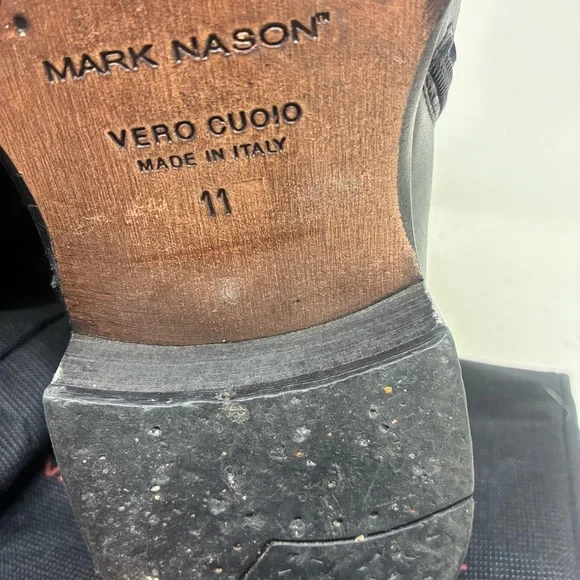 MARK NASON™
VERO CUOIO
MADE IN ITALY
11